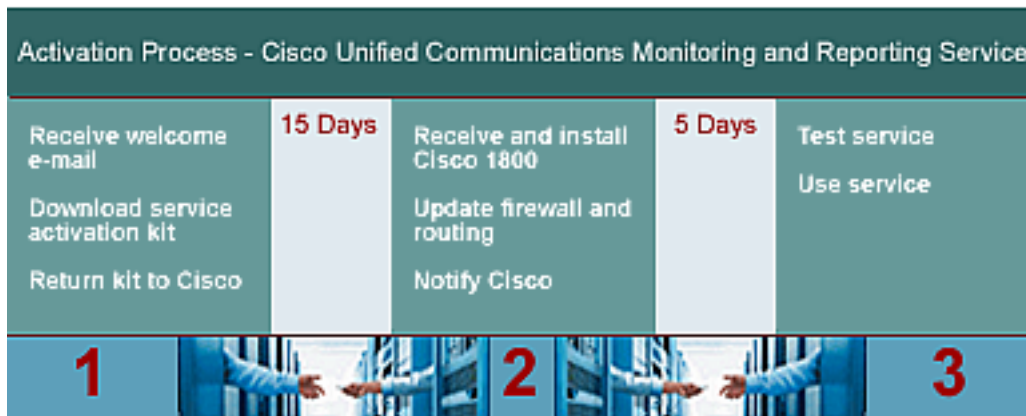 Activation Process - Cisco Unified Communications Monitoring and Reporting Service
Receive welcome
e-mail
Download service
activation kit
Return kit to Cisco
15 Days
Receive and install
Cisco 1800
Update firewall and
routing
Notify Cisco
5 Days
Test service
Use service
1
2
3